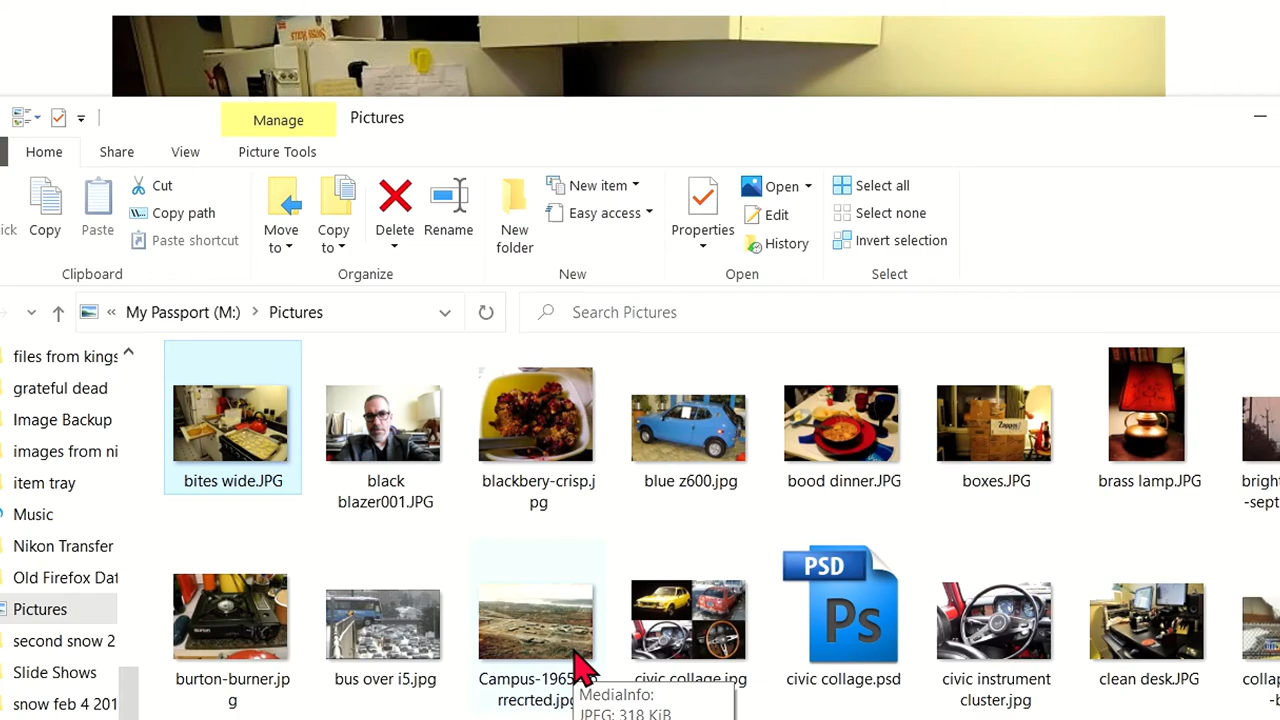 Manage
Pictures
Home
Share
View
Picture Tools
Copy
Paste
Cut
Copy path
Paste shortcut
Move to
Copy to
Delete
Rename
New folder
New item
Easy access
Properties
Open
Edit
History
Select all
Select none
Invert selection
Clipboard
Organize
New
Open
Select
« My Passport (M:) > Pictures
Search Pictures
files from kings
grateful dead
Image Backup
images from ni
item tray
Music
Nikon Transfer
Old Firefox Dat
Pictures
second snow 2
Slide Shows
snow feb 4 201
Zappos
bites wide.JPG
black
blazer001.JPG
blackbery-crisp.j
pg
blue z600.jpg
bood dinner.JPG
boxes.JPG
brass lamp.JPG
bright
-sept
PSD
Ps
burton-burner.jp
g
bus over i5.jpg
Campus-1965
rrecrted.jpg
civic collage.jpg
civic collage.psd
civic instrument
cluster.jpg
clean desk.JPG
MediaInfo:
JPEG: 318 KiB